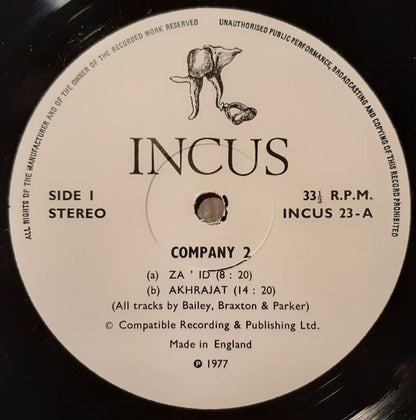 ALL RIGHTS OF THE MANUFACTURER AND OF THE OWNER OF THE RECORDED WORK RESERVED
UNAUTHORISED PUBLIC PERFORMANCE, BROADCASTING AND COPYING OF THIS RECORD PROHIBITED
INCUS
SIDE I
STEREO
33⅓ R.P.M.
INCUS 23-A
COMPANY 2
(a) ZA ' ID (8 : 20)
(b) AKHRAJAT (14 : 20)
(All tracks by Bailey, Braxton & Parker)
© Compatible Recording & Publishing Ltd.
Made in England
℗ 1977